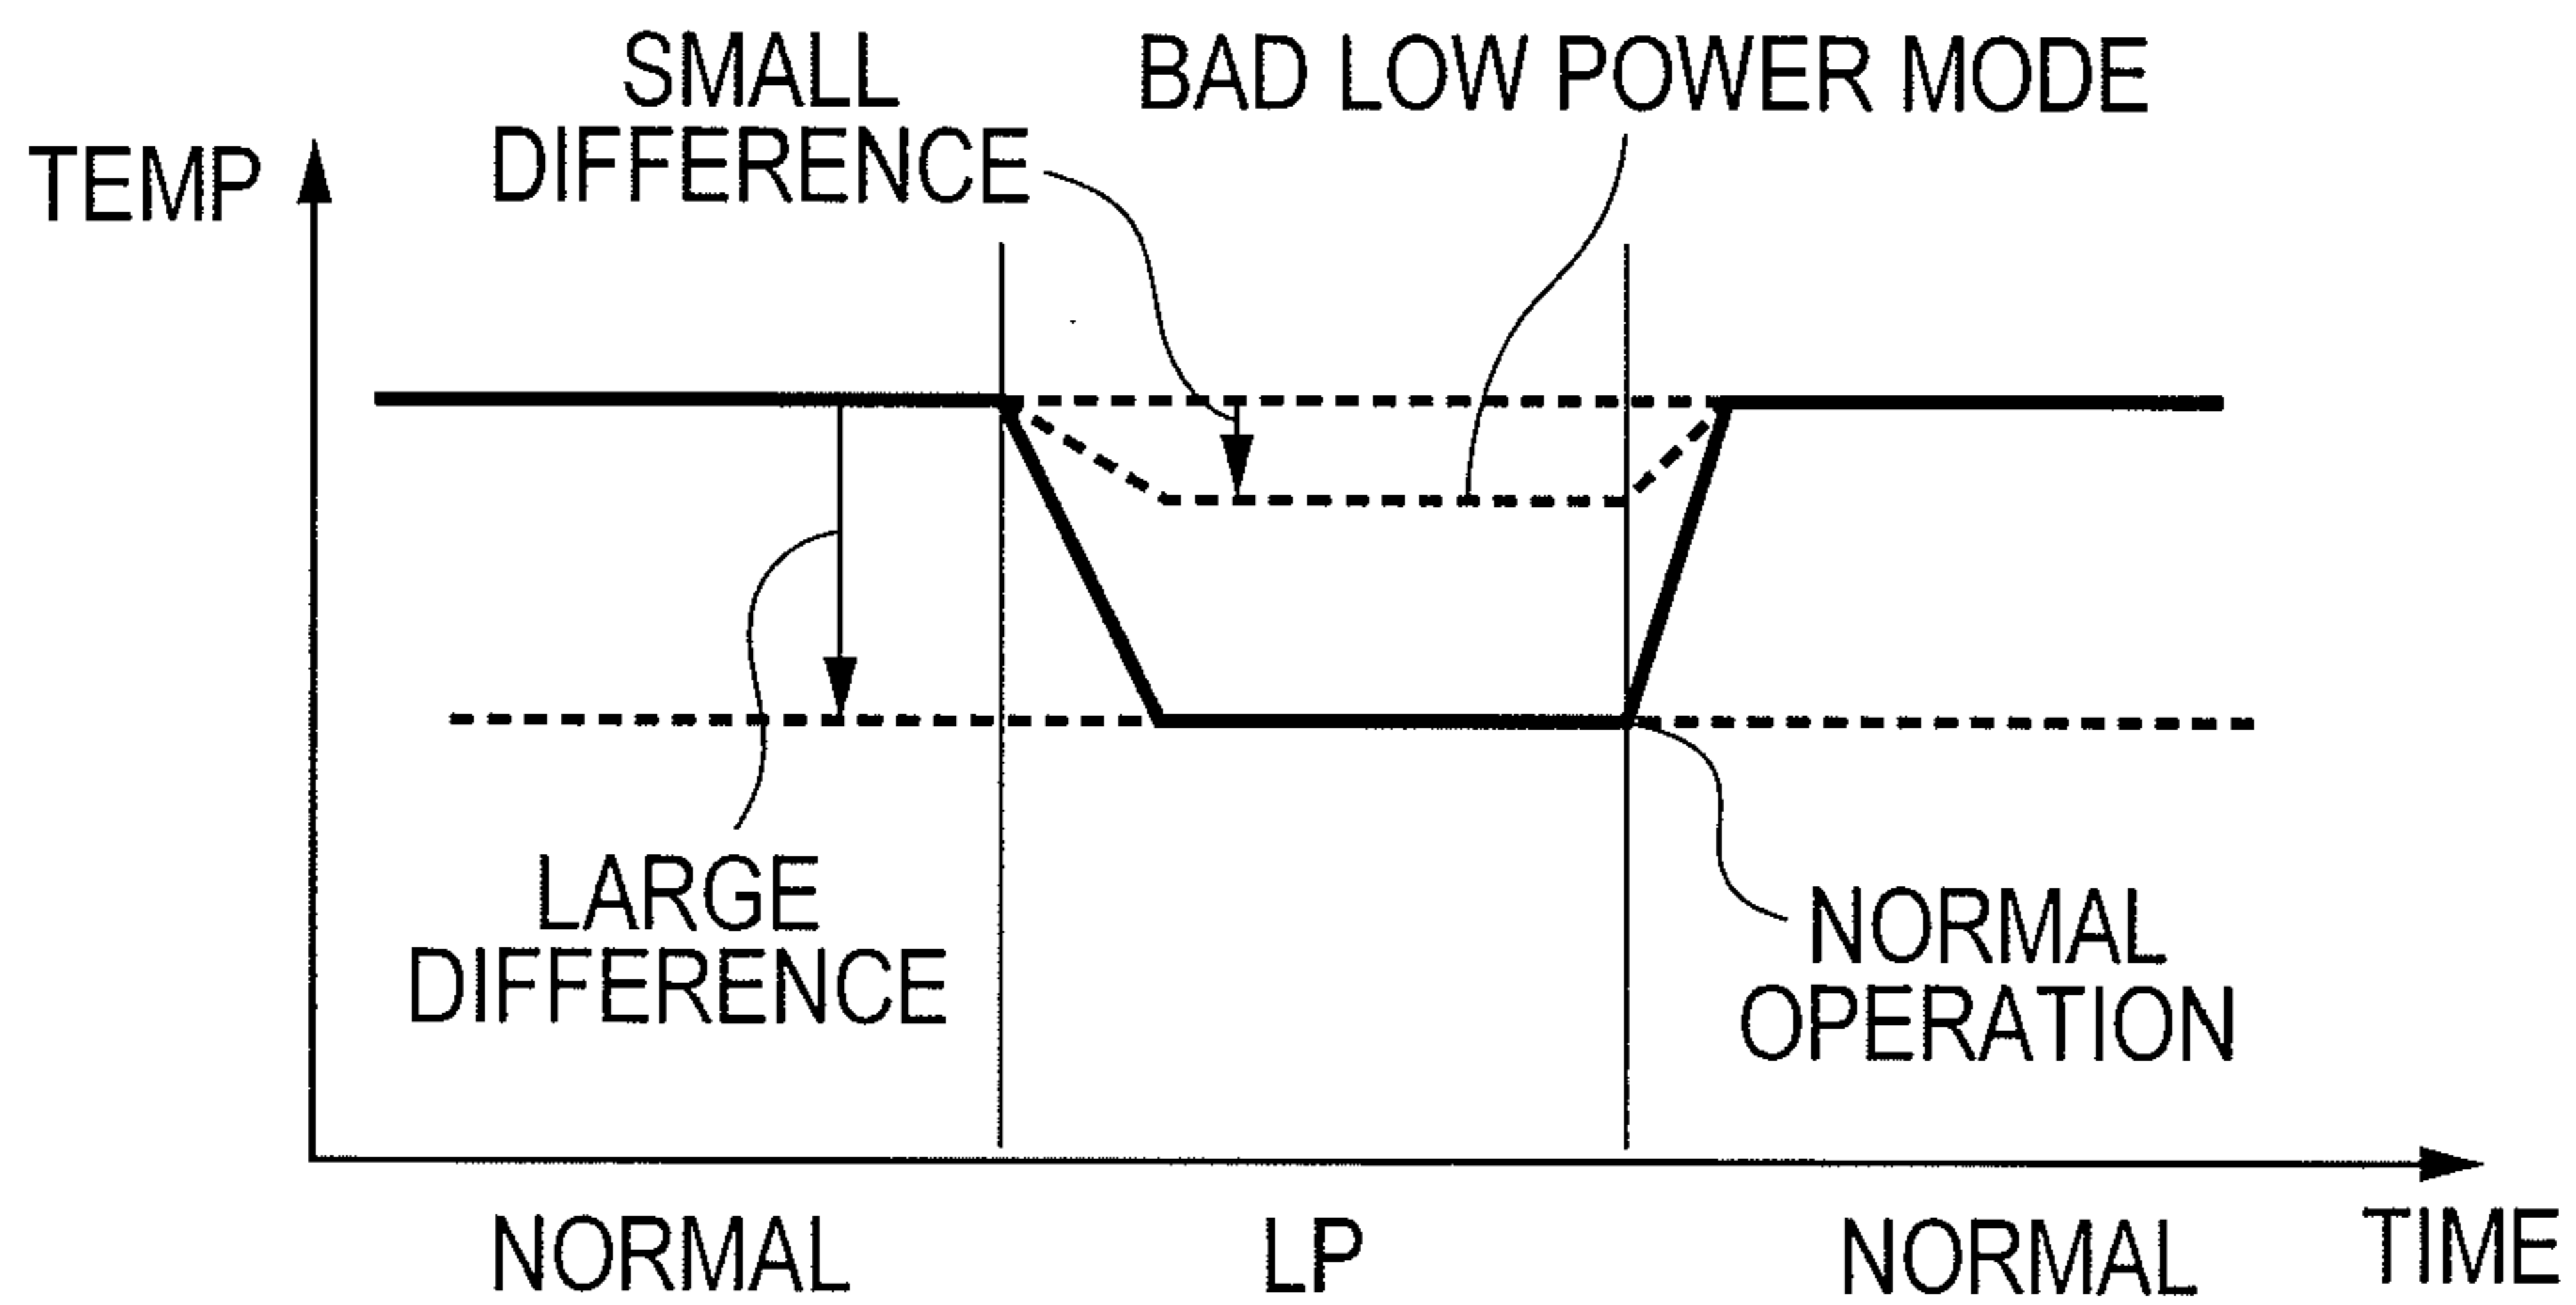 SMALL
DIFFERENCE
BAD LOW POWER MODE
TEMP
LARGE
DIFFERENCE
NORMAL
OPERATION
NORMAL
LP
NORMAL
TIME